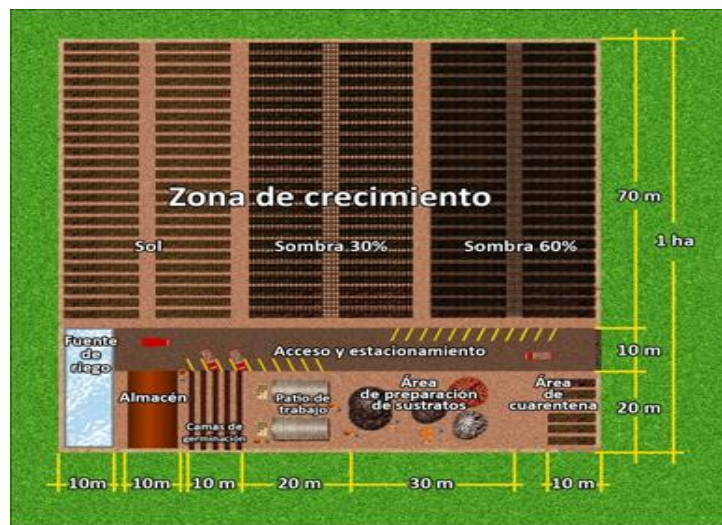 Zona de crecimiento
Sol
Sombra 30%
Sombra 60%
70 m
1 ha
Fuente
de
riego
Acceso y estacionamiento
10 m
Almacén
Camas de
germinación
Patio de
trabajo
Área
de preparación
de sustratos
Área
de
cuarentena
20 m
10m
10m
10 m
20 m
30 m
10 m